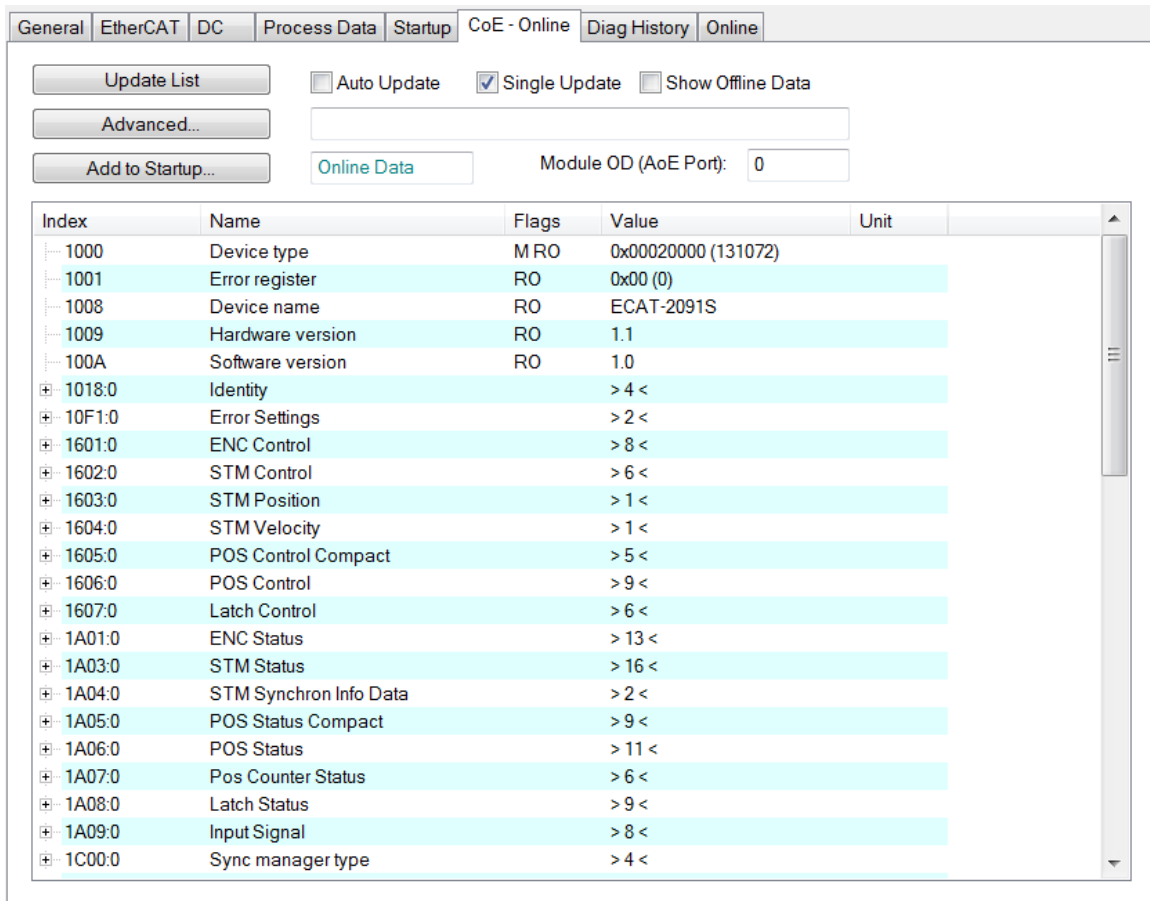 General EtherCAT DC Process Data Startup CoE - Online Diag History Online
Update List Auto Update Single Update Show Offline Data
Advanced...
Add to Startup... Online Data Module OD (AoE Port): 0
Index Name Flags Value Unit
1000 Device type M RO 0x00020000 (131072)
1001 Error register RO 0x00 (0)
1008 Device name RO ECAT-2091S
1009 Hardware version RO 1.1
100A Software version RO 1.0
1018:0 Identity > 4 <
10F1:0 Error Settings > 2 <
1601:0 ENC Control > 8 <
1602:0 STM Control > 6 <
1603:0 STM Position > 1 <
1604:0 STM Velocity > 1 <
1605:0 POS Control Compact > 5 <
1606:0 POS Control > 9 <
1607:0 Latch Control > 6 <
1A01:0 ENC Status > 13 <
1A03:0 STM Status > 16 <
1A04:0 STM Synchron Info Data > 2 <
1A05:0 POS Status Compact > 9 <
1A06:0 POS Status > 11 <
1A07:0 Pos Counter Status > 6 <
1A08:0 Latch Status > 9 <
1A09:0 Input Signal > 8 <
1C00:0 Sync manager type > 4 <